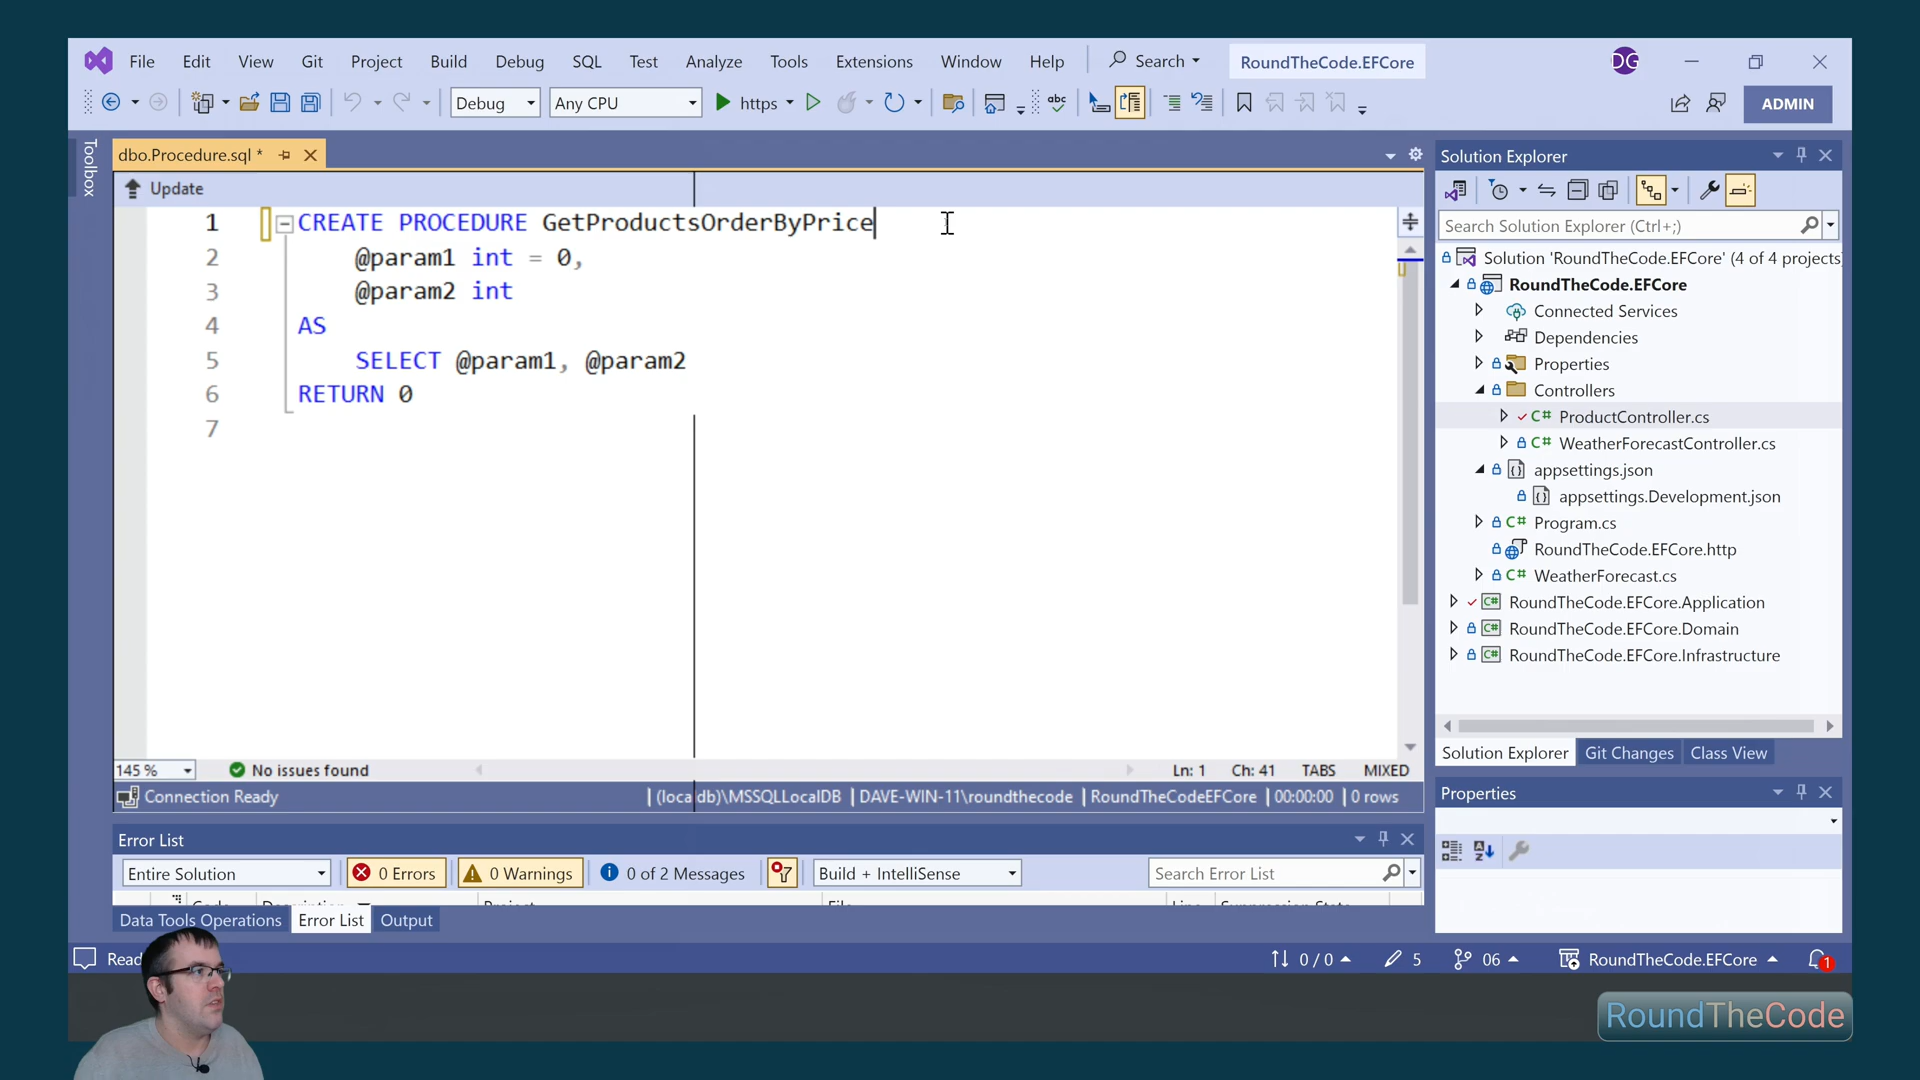 File Edit View Git Project Build Debug SQL Test Analyze Tools Extensions Window Help Search RoundTheCode.EFCore DG
Debug Any CPU https abc ADMIN
Toolbox
dbo.Procedure.sql *
Update
1 CREATE PROCEDURE GetProductsOrderByPrice
2 @param1 int = 0,
3 @param2 int
4 AS
5 SELECT @param1, @param2
6 RETURN 0
7
145 % No issues found Ln: 1 Ch: 41 TABS MIXED
Connection Ready (localdb)\MSSQLLocalDB DAVE-WIN-11\roundthecode RoundTheCodeEFCore 00:00:00 0 rows
Error List
Entire Solution 0 Errors 0 Warnings 0 of 2 Messages Build + IntelliSense Search Error List
Data Tools Operations Error List Output
Solution Explorer
Search Solution Explorer (Ctrl+;)
Solution 'RoundTheCode.EFCore' (4 of 4 projects)
RoundTheCode.EFCore
Connected Services
Dependencies
Properties
Controllers
C# ProductController.cs
C# WeatherForecastController.cs
appsettings.json
appsettings.Development.json
C# Program.cs
RoundTheCode.EFCore.http
C# WeatherForecast.cs
C# RoundTheCode.EFCore.Application
C# RoundTheCode.EFCore.Domain
C# RoundTheCode.EFCore.Infrastructure
Solution Explorer Git Changes Class View
Properties
0 / 0 5 06 RoundTheCode.EFCore 1
RoundTheCode